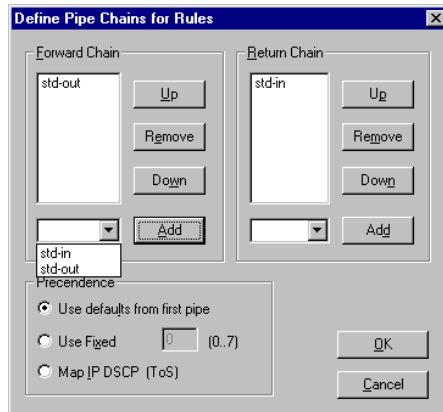 Define Pipe Chains for Rules
Forward Chain
std-out
Up
Remove
Down
Add
std-in
std-out
Return Chain
std-in
Up
Remove
Down
Add
Precendence
Use defaults from first pipe
Use Fixed 0 (0..7)
Map IP DSCP (ToS)
OK
Cancel